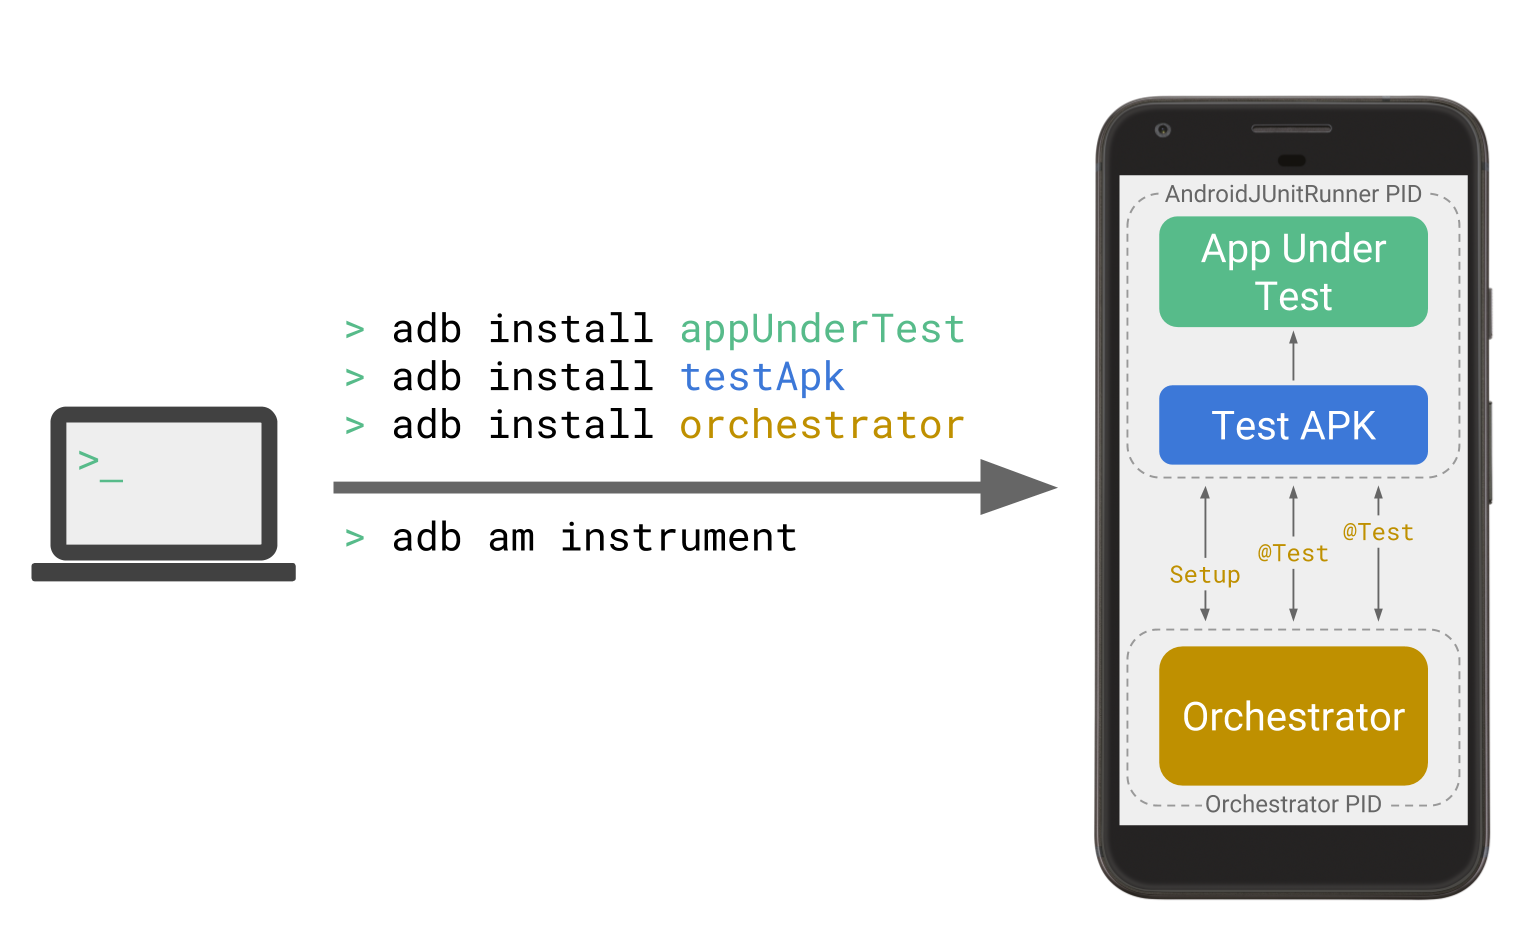 > adb install appUnderTest
> adb install testApk
> adb install orchestrator
> adb am instrument
>_
AndroidJUnitRunner PID
App Under
Test
Test APK
@Test
@Test
Setup
Orchestrator
Orchestrator PID